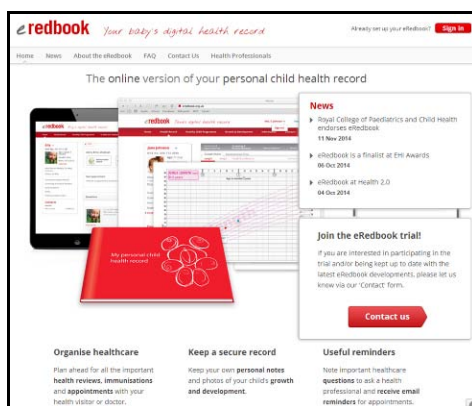 eredbook Your baby's digital health record
Already set up your eRedbook? Sign in
Home News About the eRedbook FAQ Contact Us Health Professionals
The online version of your personal child health record
News
Royal College of Paediatrics and Child Health
endorses eRedbook
11 Nov 2014
eRedbook is a finalist at EHI Awards
06 Oct 2014
eRedbook at Health 2.0
04 Oct 2014
eredbook
eredbook
My personal child
health record
Join the eRedbook trial!
If you are interested in participating in the
trial and/or being kept up to date with the
latest eRedbook developments, please let us
know via our 'Contact' form.
Contact us
Organise healthcare
Plan ahead for all the important
health reviews, immunisations
and appointments with your
health visitor or doctor.
Keep a secure record
Keep your own personal notes
and photos of your child's growth
and development.
Useful reminders
Note important healthcare
questions to ask a health
professional and receive email
reminders for appointments.